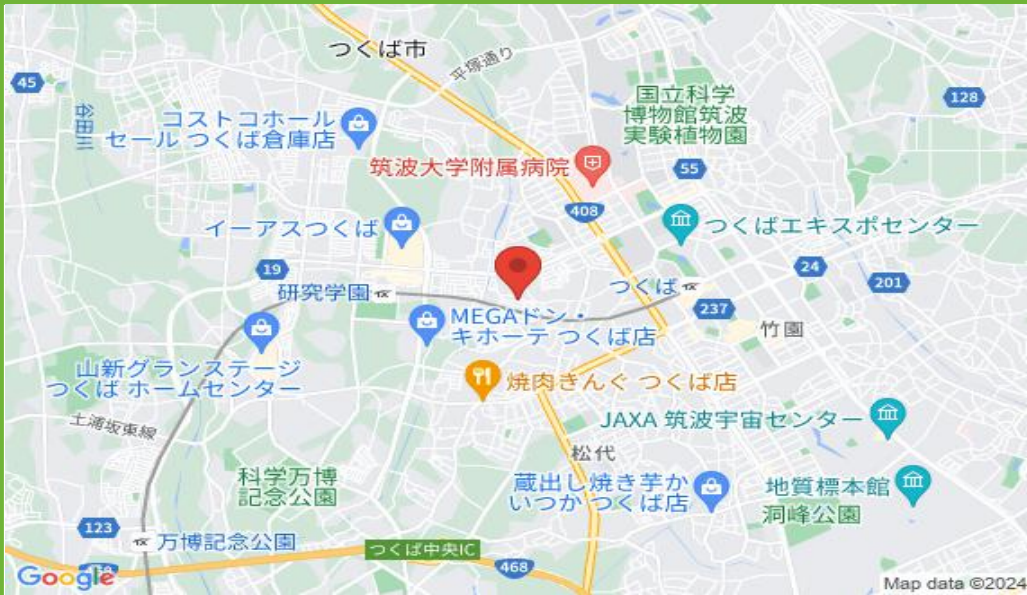 つくば市
平塚通り
45
谷田川
コストコホール
セール つくば倉庫店
国立科学
博物館筑波
実験植物園
128
筑波大学附属病院
55
408
イーアスつくば
つくばエキスポセンター
19
24
201
研究学園
つくば
237
MEGAドン・
キホーテ つくば店
竹園
山新グランステージ
つくば ホームセンター
焼肉きんぐ つくば店
土浦坂東線
JAXA 筑波宇宙センター
松代
科学万博
記念公園
蔵出し焼き芋か
いつか つくば店
地質標本館
洞峰公園
123
万博記念公園
つくば中央IC
468
Google
Map data ©2024